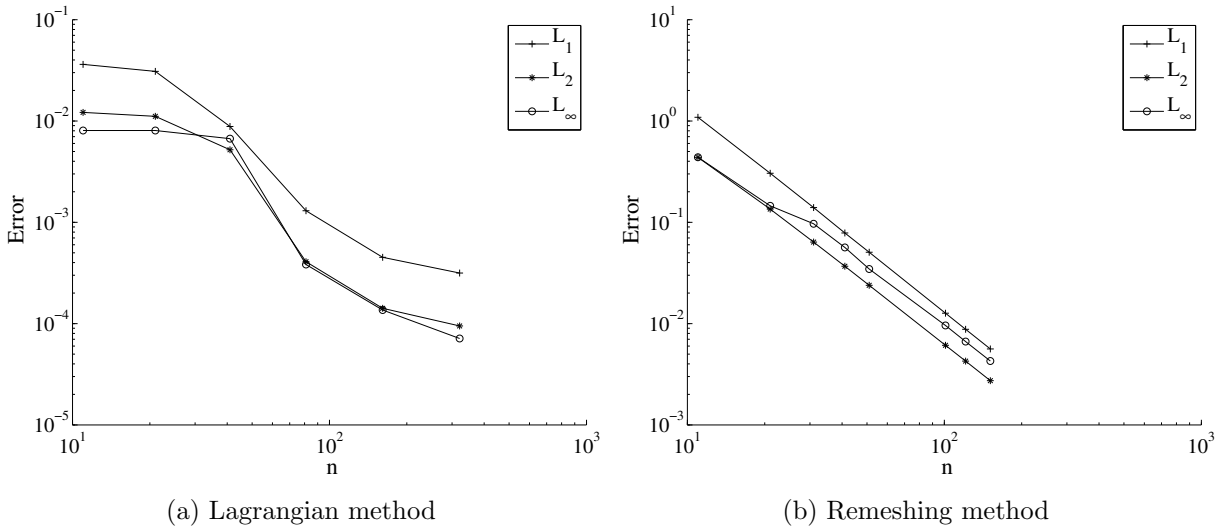 10^{-1}
10^{-2}
10^{-3}
10^{-4}
10^{-5}
Error
10^1
10^2
10^3
n
L_1
L_2
L_∞
(a) Lagrangian method
10^1
10^0
10^{-1}
10^{-2}
10^{-3}
Error
10^1
10^2
10^3
n
L_1
L_2
L_∞
(b) Remeshing method